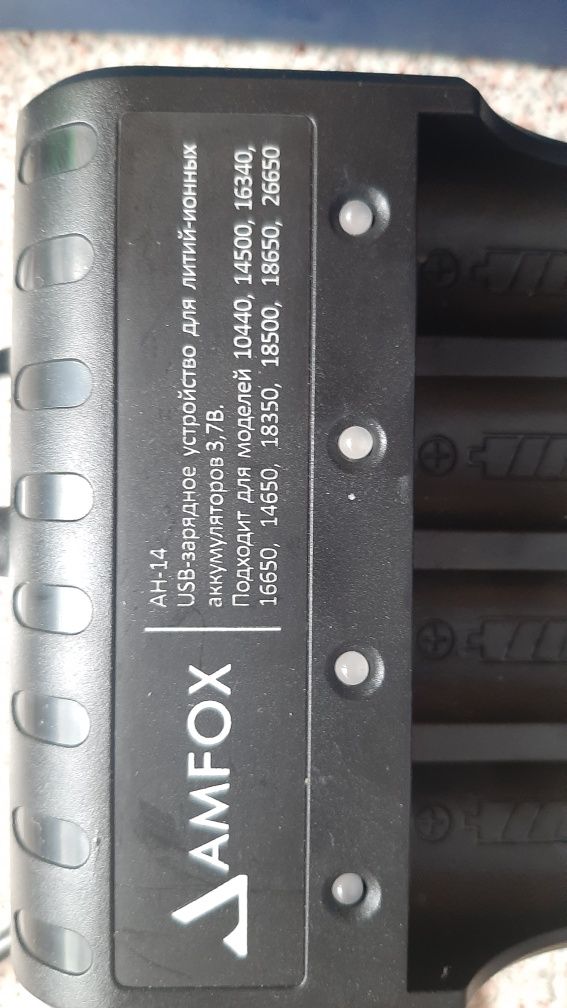 AMFOX
AH-14
USB-зарядное устройство для литий-ионных
аккумуляторов 3,7В.
Подходит для моделей 10440, 14500, 16340,
16650, 14650, 18350, 18500, 18650, 26650